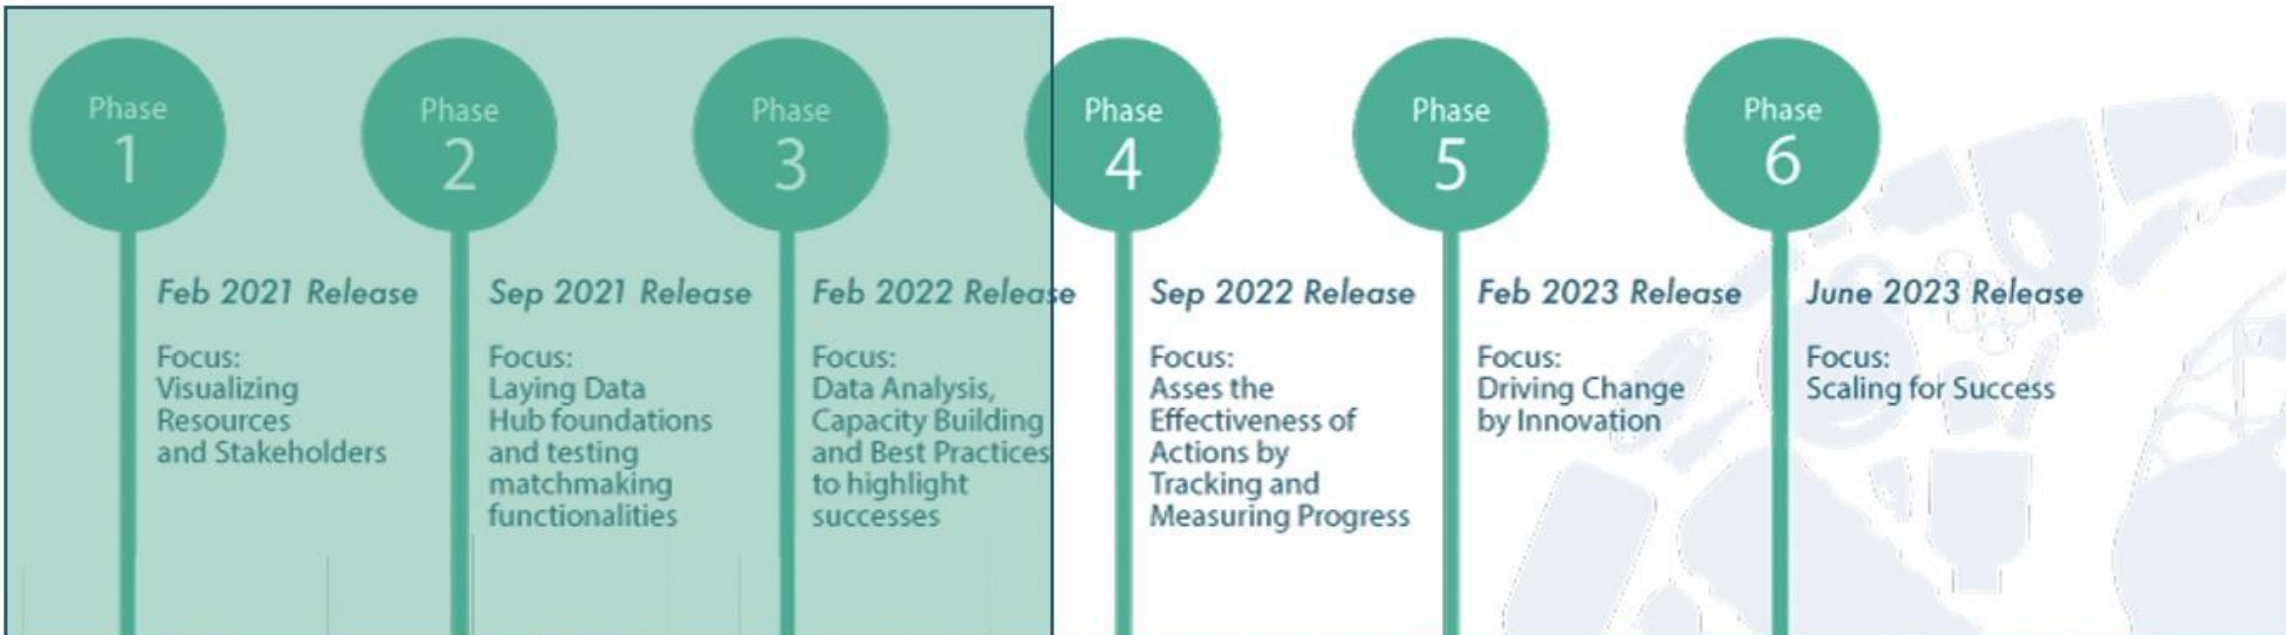 Phase
1
Feb 2021 Release
Focus:
Visualizing
Resources
and Stakeholders
Phase
2
Sep 2021 Release
Focus:
Laying Data
Hub foundations
and testing
matchmaking
functionalities
Phase
3
Feb 2022 Release
Focus:
Data Analysis,
Capacity Building
and Best Practices
to highlight
successes
Phase
4
Sep 2022 Release
Focus:
Asses the
Effectiveness of
Actions by
Tracking and
Measuring Progress
Phase
5
Feb 2023 Release
Focus:
Driving Change
by Innovation
Phase
6
June 2023 Release
Focus:
Scaling for Success